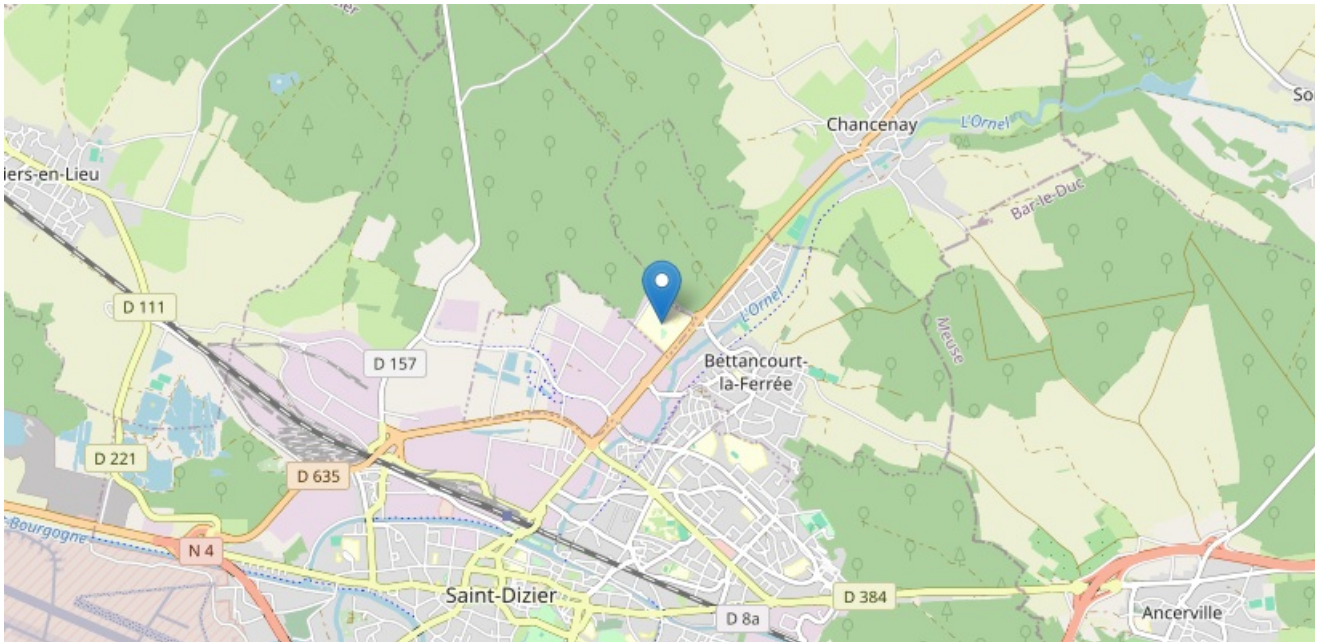 Chancenay
L'Ornel
So
iers-en-Lieu
Bar-le-Duc
D 111
L'Ornel
Meuse
D 157
Bettancourt-
la-Ferrée
D 221
D 635
-Bourgogne
N 4
Saint-Dizier
D 384
D 8a
Ancerville